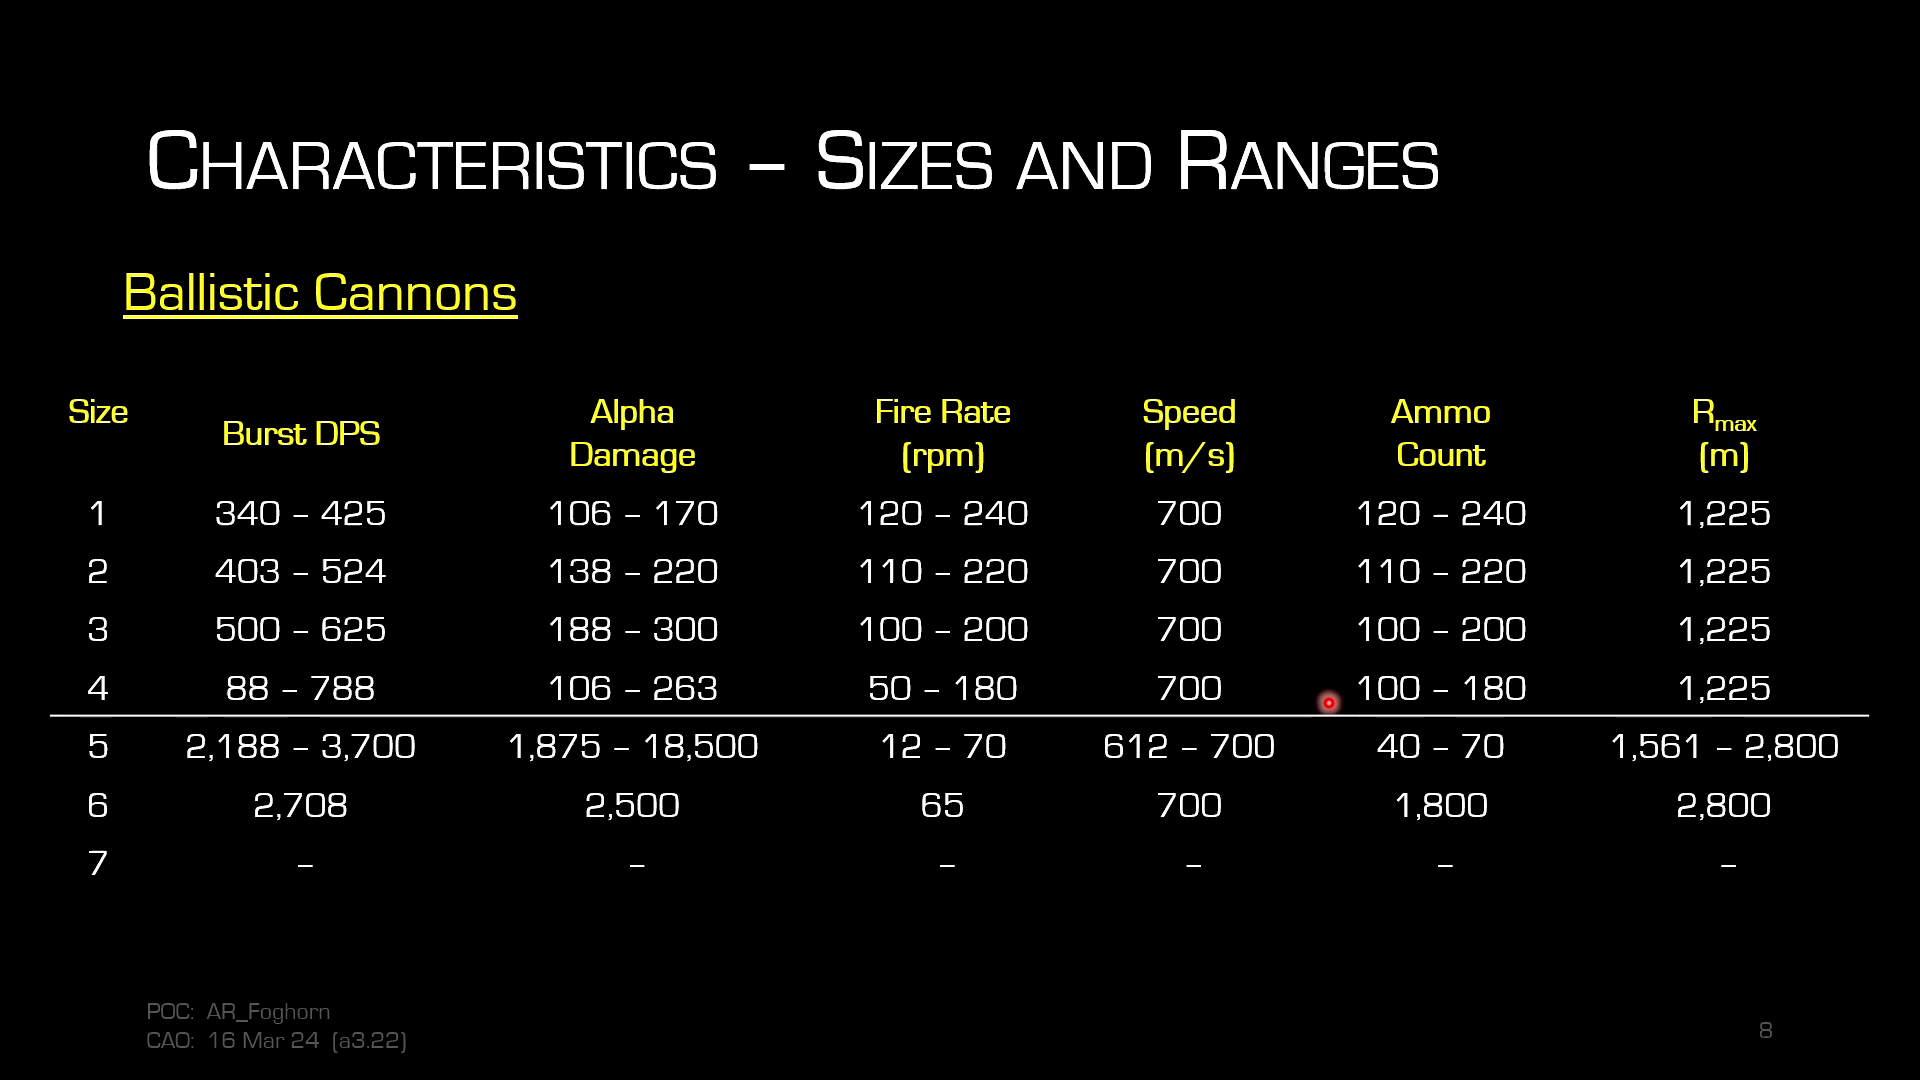 Characteristics – Sizes and Ranges
Ballistic Cannons
Size Burst DPS Alpha Damage Fire Rate (rpm) Speed (m/s) Ammo Count Rmax (m)
1 340 – 425 106 – 170 120 – 240 700 120 – 240 1,225
2 403 – 524 138 – 220 110 – 220 700 110 – 220 1,225
3 500 – 625 188 – 300 100 – 200 700 100 – 200 1,225
4 88 – 788 106 – 263 50 – 180 700 100 – 180 1,225
5 2,188 – 3,700 1,875 – 18,500 12 – 70 612 – 700 40 – 70 1,561 – 2,800
6 2,708 2,500 65 700 1,800 2,800
7 – – – – – –
POC: AR_Foghorn
CAO: 16 Mar 24 (a3.22)
8